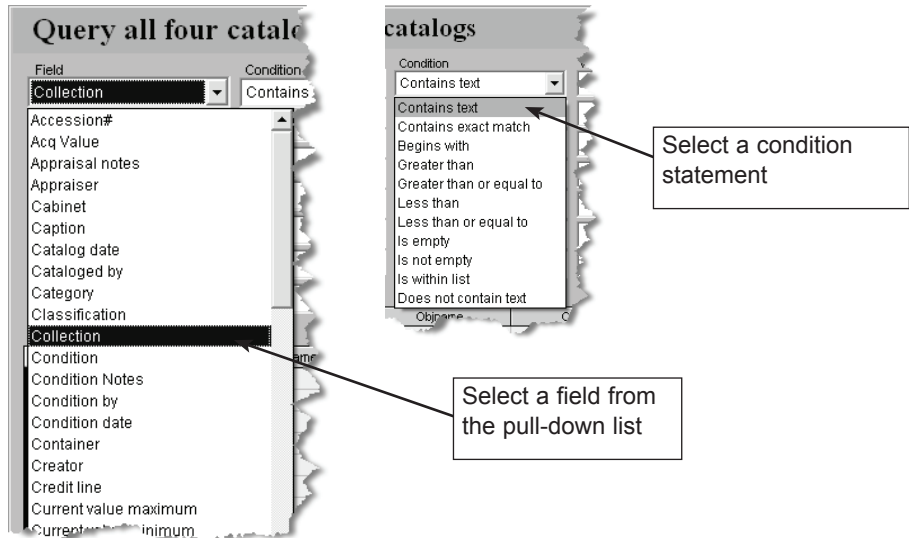 Query all four catalo
Field
Condition
Collection
Contains
Accession#
Acq Value
Appraisal notes
Appraiser
Cabinet
Caption
Catalog date
Cataloged by
Category
Classification
Collection
Condition
Condition Notes
Condition by
Condition date
Container
Creator
Credit line
Current value maximum
catalogs
Condition
Contains text
Contains text
Contains exact match
Begins with
Greater than
Greater than or equal to
Less than
Less than or equal to
Is empty
Is not empty
Is within list
Does not contain text
Objname
Select a condition
statement
Select a field from
the pull-down list